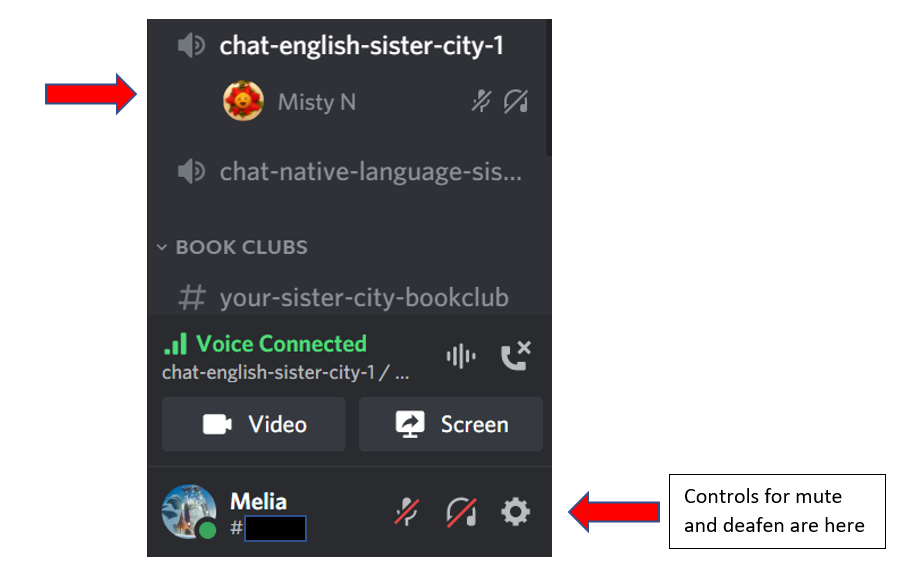 chat-english-sister-city-1
Misty N
chat-native-language-sis...
BOOK CLUBS
# your-sister-city-bookclub
Voice Connected
chat-english-sister-city-1 / ...
Video
Screen
Melia
#
Controls for mute
and deafen are here